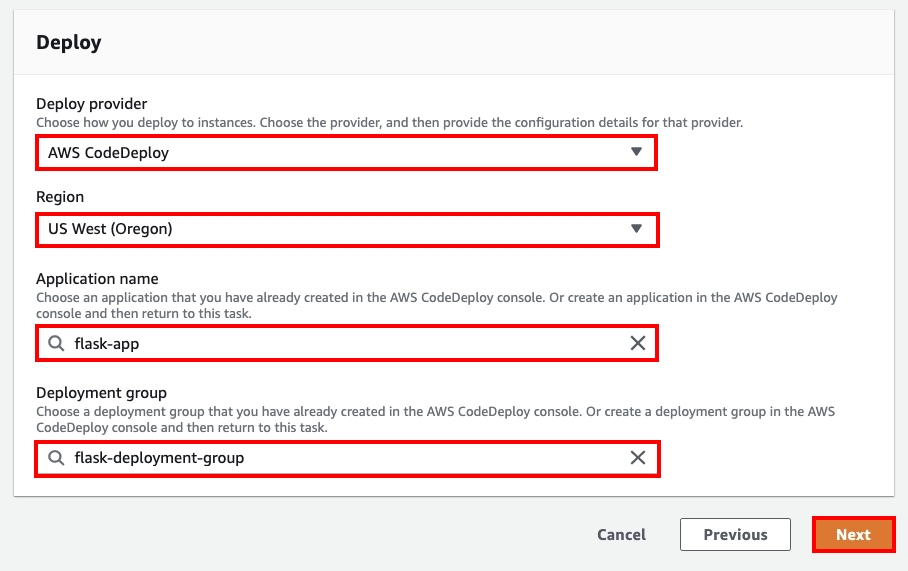 Deploy
Deploy provider
Choose how you deploy to instances. Choose the provider, and then provide the configuration details for that provider.
AWS CodeDeploy
Region
US West (Oregon)
Application name
Choose an application that you have already created in the AWS CodeDeploy console. Or create an application in the AWS CodeDeploy
console and then return to this task.
flask-app
Deployment group
Choose a deployment group that you have already created in the AWS CodeDeploy console. Or create a deployment group in the AWS
CodeDeploy console and then return to this task.
flask-deployment-group
Cancel Previous Next